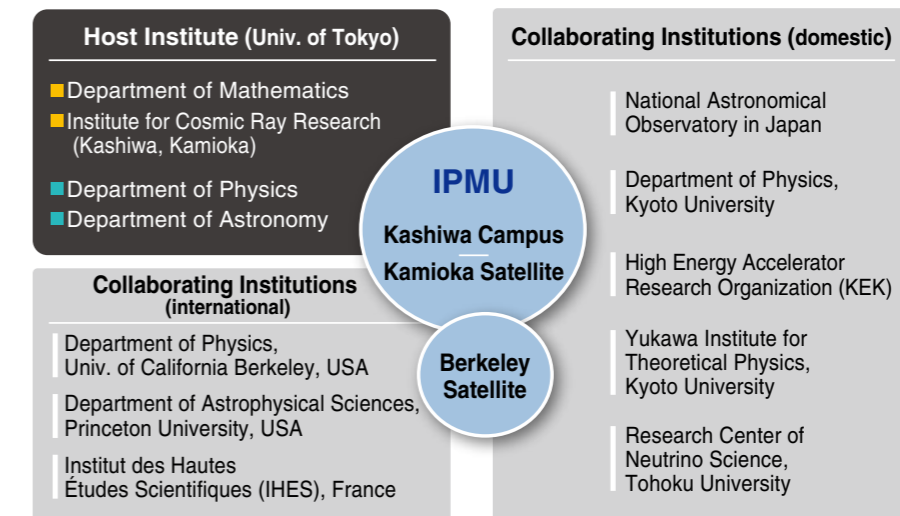 Host Institute (Univ. of Tokyo)
Department of Mathematics
Institute for Cosmic Ray Research
(Kashiwa, Kamioka)
Department of Physics
Department of Astronomy
IPMU
Kashiwa Campus
Kamioka Satellite
Berkeley
Satellite
Collaborating Institutions
(international)
Department of Physics,
Univ. of California Berkeley, USA
Department of Astrophysical Sciences,
Princeton University, USA
Institut des Hautes
Études Scientifiques (IHES), France
Collaborating Institutions (domestic)
National Astronomical
Observatory in Japan
Department of Physics,
Kyoto University
High Energy Accelerator
Research Organization (KEK)
Yukawa Institute for
Theoretical Physics,
Kyoto University
Research Center of
Neutrino Science,
Tohoku University